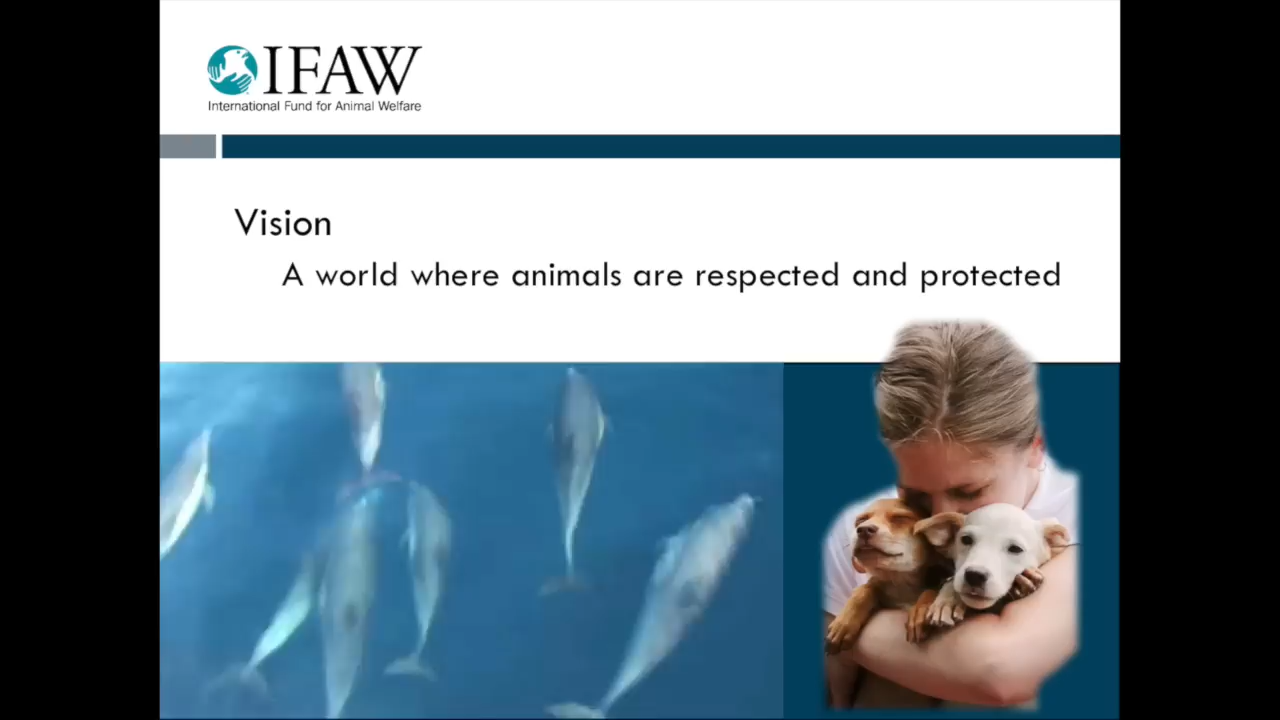 IFAW
International Fund for Animal Welfare
Vision
A world where animals are respected and protected